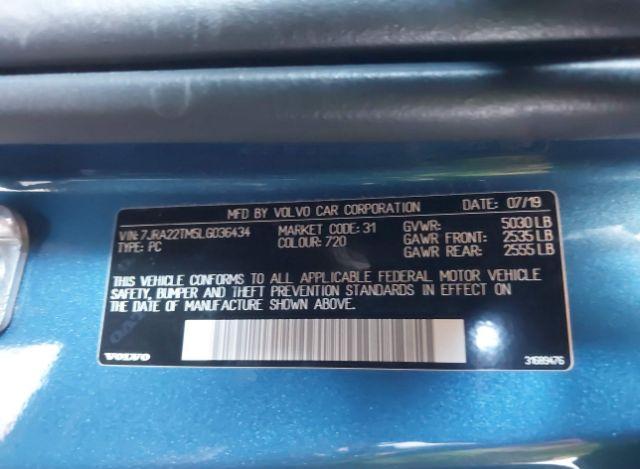 MFD BY VOLVO CAR CORPORATION DATE: 07/19
VIN: 7JRA22TM5LG036434 MARKET CODE: 31 GVWR: 5030 LB
TYPE: PC COLOUR: 720 GAWR FRONT: 2535 LB
GAWR REAR: 2555 LB
THIS VEHICLE CONFORMS TO ALL APPLICABLE FEDERAL MOTOR VEHICLE
SAFETY, BUMPER AND THEFT PREVENTION STANDARDS IN EFFECT ON
THE DATE OF MANUFACTURE SHOWN ABOVE.
VOLVO 31689476